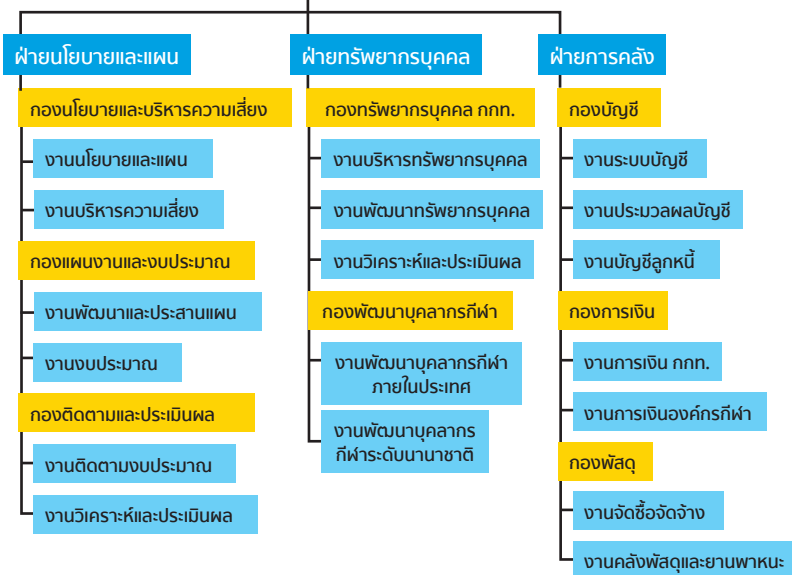 ฝ่ายนโยบายและแผน
กองนโยบายและบริหารความเสี่ยง
งานนโยบายและแผน
งานบริหารความเสี่ยง
กองแผนงานและงบประมาณ
งานพัฒนาและประสานแผน
งานงบประมาณ
กองติดตามและประเมินผล
งานติดตามงบประมาณ
งานวิเคราะห์และประเมินผล
ฝ่ายทรัพยากรบุคคล
กองทรัพยากรบุคคล กกท.
งานบริหารทรัพยากรบุคคล
งานพัฒนาทรัพยากรบุคคล
งานวิเคราะห์และประเมินผล
กองพัฒนาบุคลากรกีฬา
งานพัฒนาบุคลากรกีฬา
ภายในประเทศ
งานพัฒนาบุคลากร
กีฬาระดับนานาชาติ
ฝ่ายการคลัง
กองบัญชี
งานระบบบัญชี
งานประมวลผลบัญชี
งานบัญชีลูกหนี้
กองการเงิน
งานการเงิน กกท.
งานการเงินองค์กรกีฬา
กองพัสดุ
งานจัดซื้อจัดจ้าง
งานคลังพัสดุและยานพาหนะ